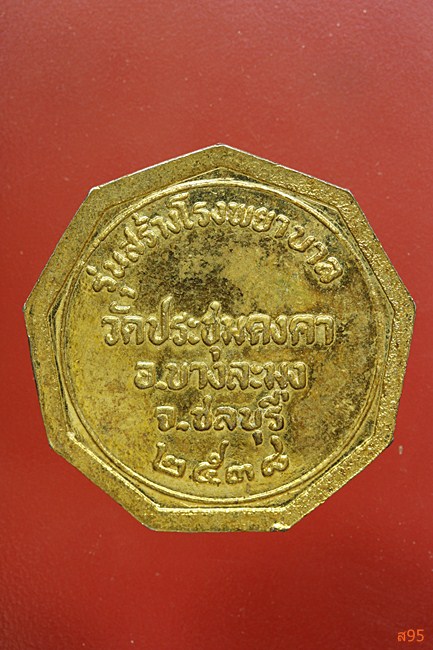 รุ่นสร้างโรงพยาบาล
วัดประชุมคงคา
อ.บางละมุง
จ.ชลบุรี
๒๕๓๘
ส95